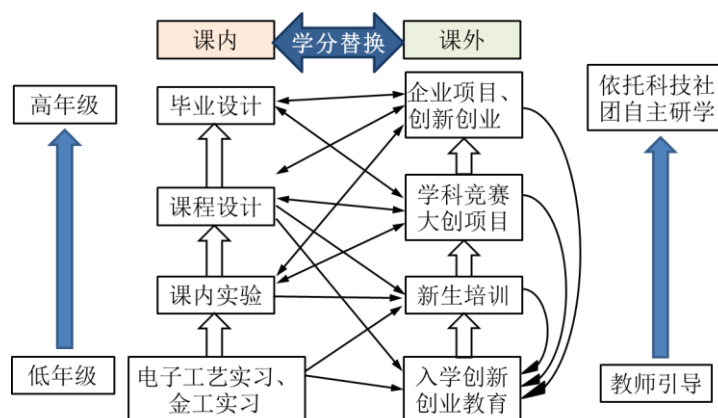 课内
学分替换
课外
高年级
毕业设计
企业项目、
创新创业
依托科技社
团自主研学
课程设计
学科竞赛
大创项目
课内实验
新生培训
低年级
电子工艺实习、
金工实习
入学创新
创业教育
教师引导